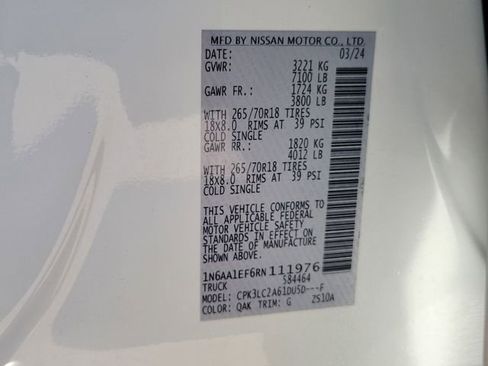 MFD BY NISSAN MOTOR CO., LTD.
DATE: 03/24
GVWR: 3221 KG
7100 LB
GAWR FR.: 1724 KG
3800 LB
WITH 265/70R18 TIRES
18X8.0 RIMS AT 39 PSI
COLD SINGLE
GAWR RR.: 1820 KG
4012 LB
WITH 265/70R18 TIRES
18X8.0 RIMS AT 39 PSI
COLD SINGLE
THIS VEHICLE CONFORMS TO
ALL APPLICABLE FEDERAL
MOTOR VEHICLE SAFETY
STANDARDS IN EFFECT ON
THE DATE OF MANUFACTURE
SHOWN ABOVE.
1N6AA1EF6RN111976
TRUCK 584464
MODEL: CPK3LC2A61DU5D---F
COLOR: QAK TRIM: G ZS10A